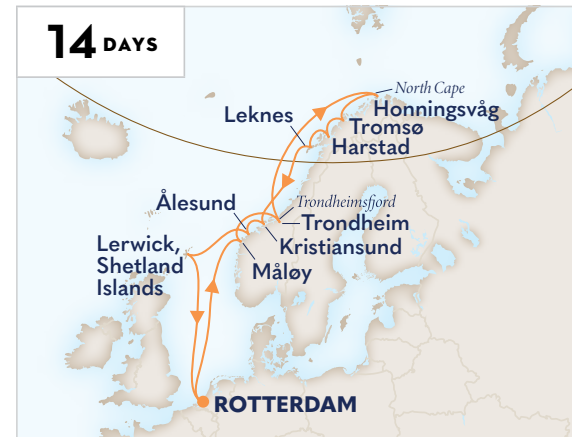 14 DAYS
North Cape
Honningsvåg
Leknes
Tromsø
Harstad
Ålesund
Trondheimsfjord
Trondheim
Lerwick,
Shetland
Islands
Kristiansund
Måløy
ROTTERDAM